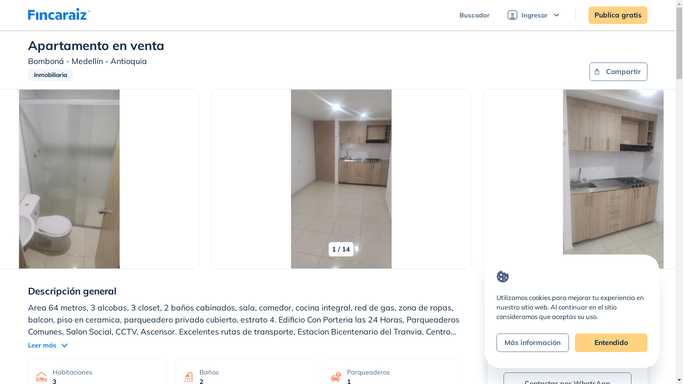 Fincaraiz
Buscador
Ingresar
Publica gratis
Apartamento en venta
Bomboná - Medellín - Antioquia
Inmobiliaria
Compartir
1 / 14
Descripción general
Area 64 metros, 3 alcobas, 3 closet, 2 baños cabinados, sala, comedor, cocina integral, red de gas, zona de ropas,
balcon, piso en ceramica, parqueadero privado cubierto, estrato 4. Edificio Con Porteria las 24 Horas, Parqueaderos
Comunes, Salon Social, CCTV, Ascensor. Excelentes rutas de transporte, Estacion Bicentenario del Tranvia, Centro...
Leer más
Habitaciones
3
Baños
2
Parqueaderos
1
Utilizamos cookies para mejorar tu experiencia en
nuestro sitio web. Al continuar en el sitio
consideramos que aceptas su uso.
Más información
Entendido
Contactar por WhatsApp